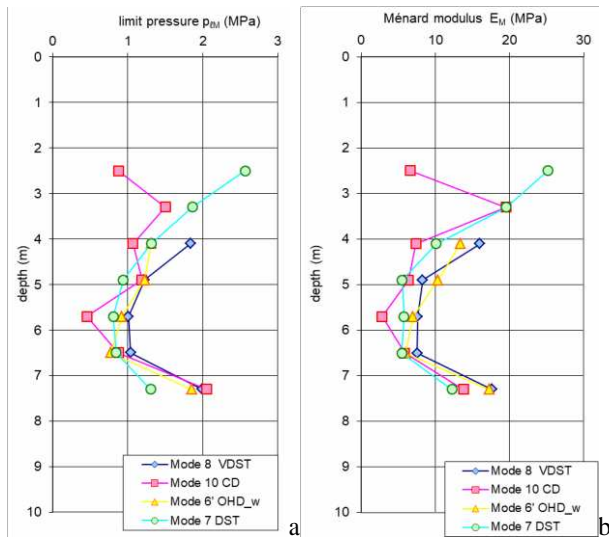 limit pressure pₗₘ (MPa)
0 1 2 3
depth (m)
0
1
2
3
4
5
6
7
8
9
10
Mode 8 VDST
Mode 10 CD
Mode 6' OHD_w
Mode 7 DST
a
Ménard modulus E_M (MPa)
0 10 20 30
depth (m)
0
1
2
3
4
5
6
7
8
9
10
Mode 8 VDST
Mode 10 CD
Mode 6' OHD_w
Mode 7 DST
b